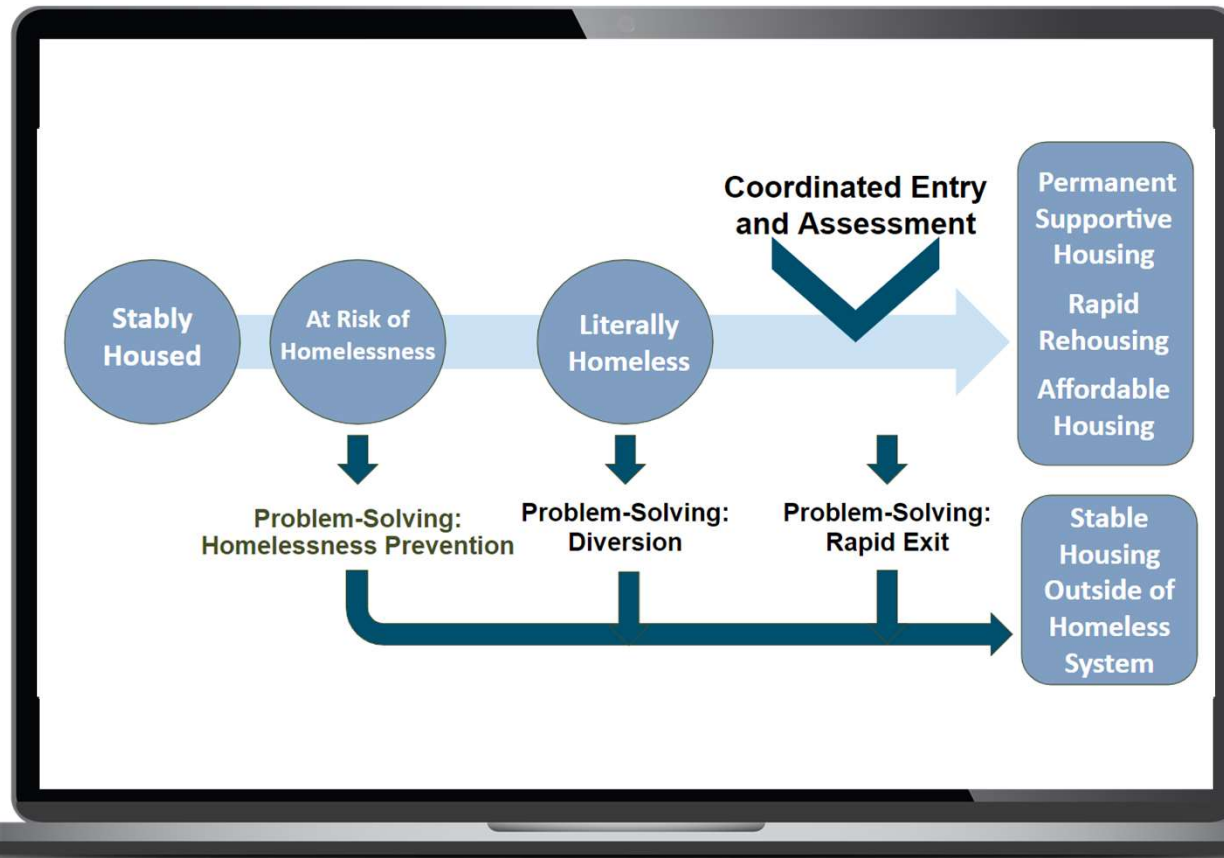 Coordinated Entry
and Assessment
Permanent
Supportive
Housing
Rapid
Rehousing
Affordable
Housing
Stably
Housed
At Risk of
Homelessness
Literally
Homeless
Problem-Solving:
Homelessness Prevention
Problem-Solving:
Diversion
Problem-Solving:
Rapid Exit
Stable
Housing
Outside of
Homeless
System